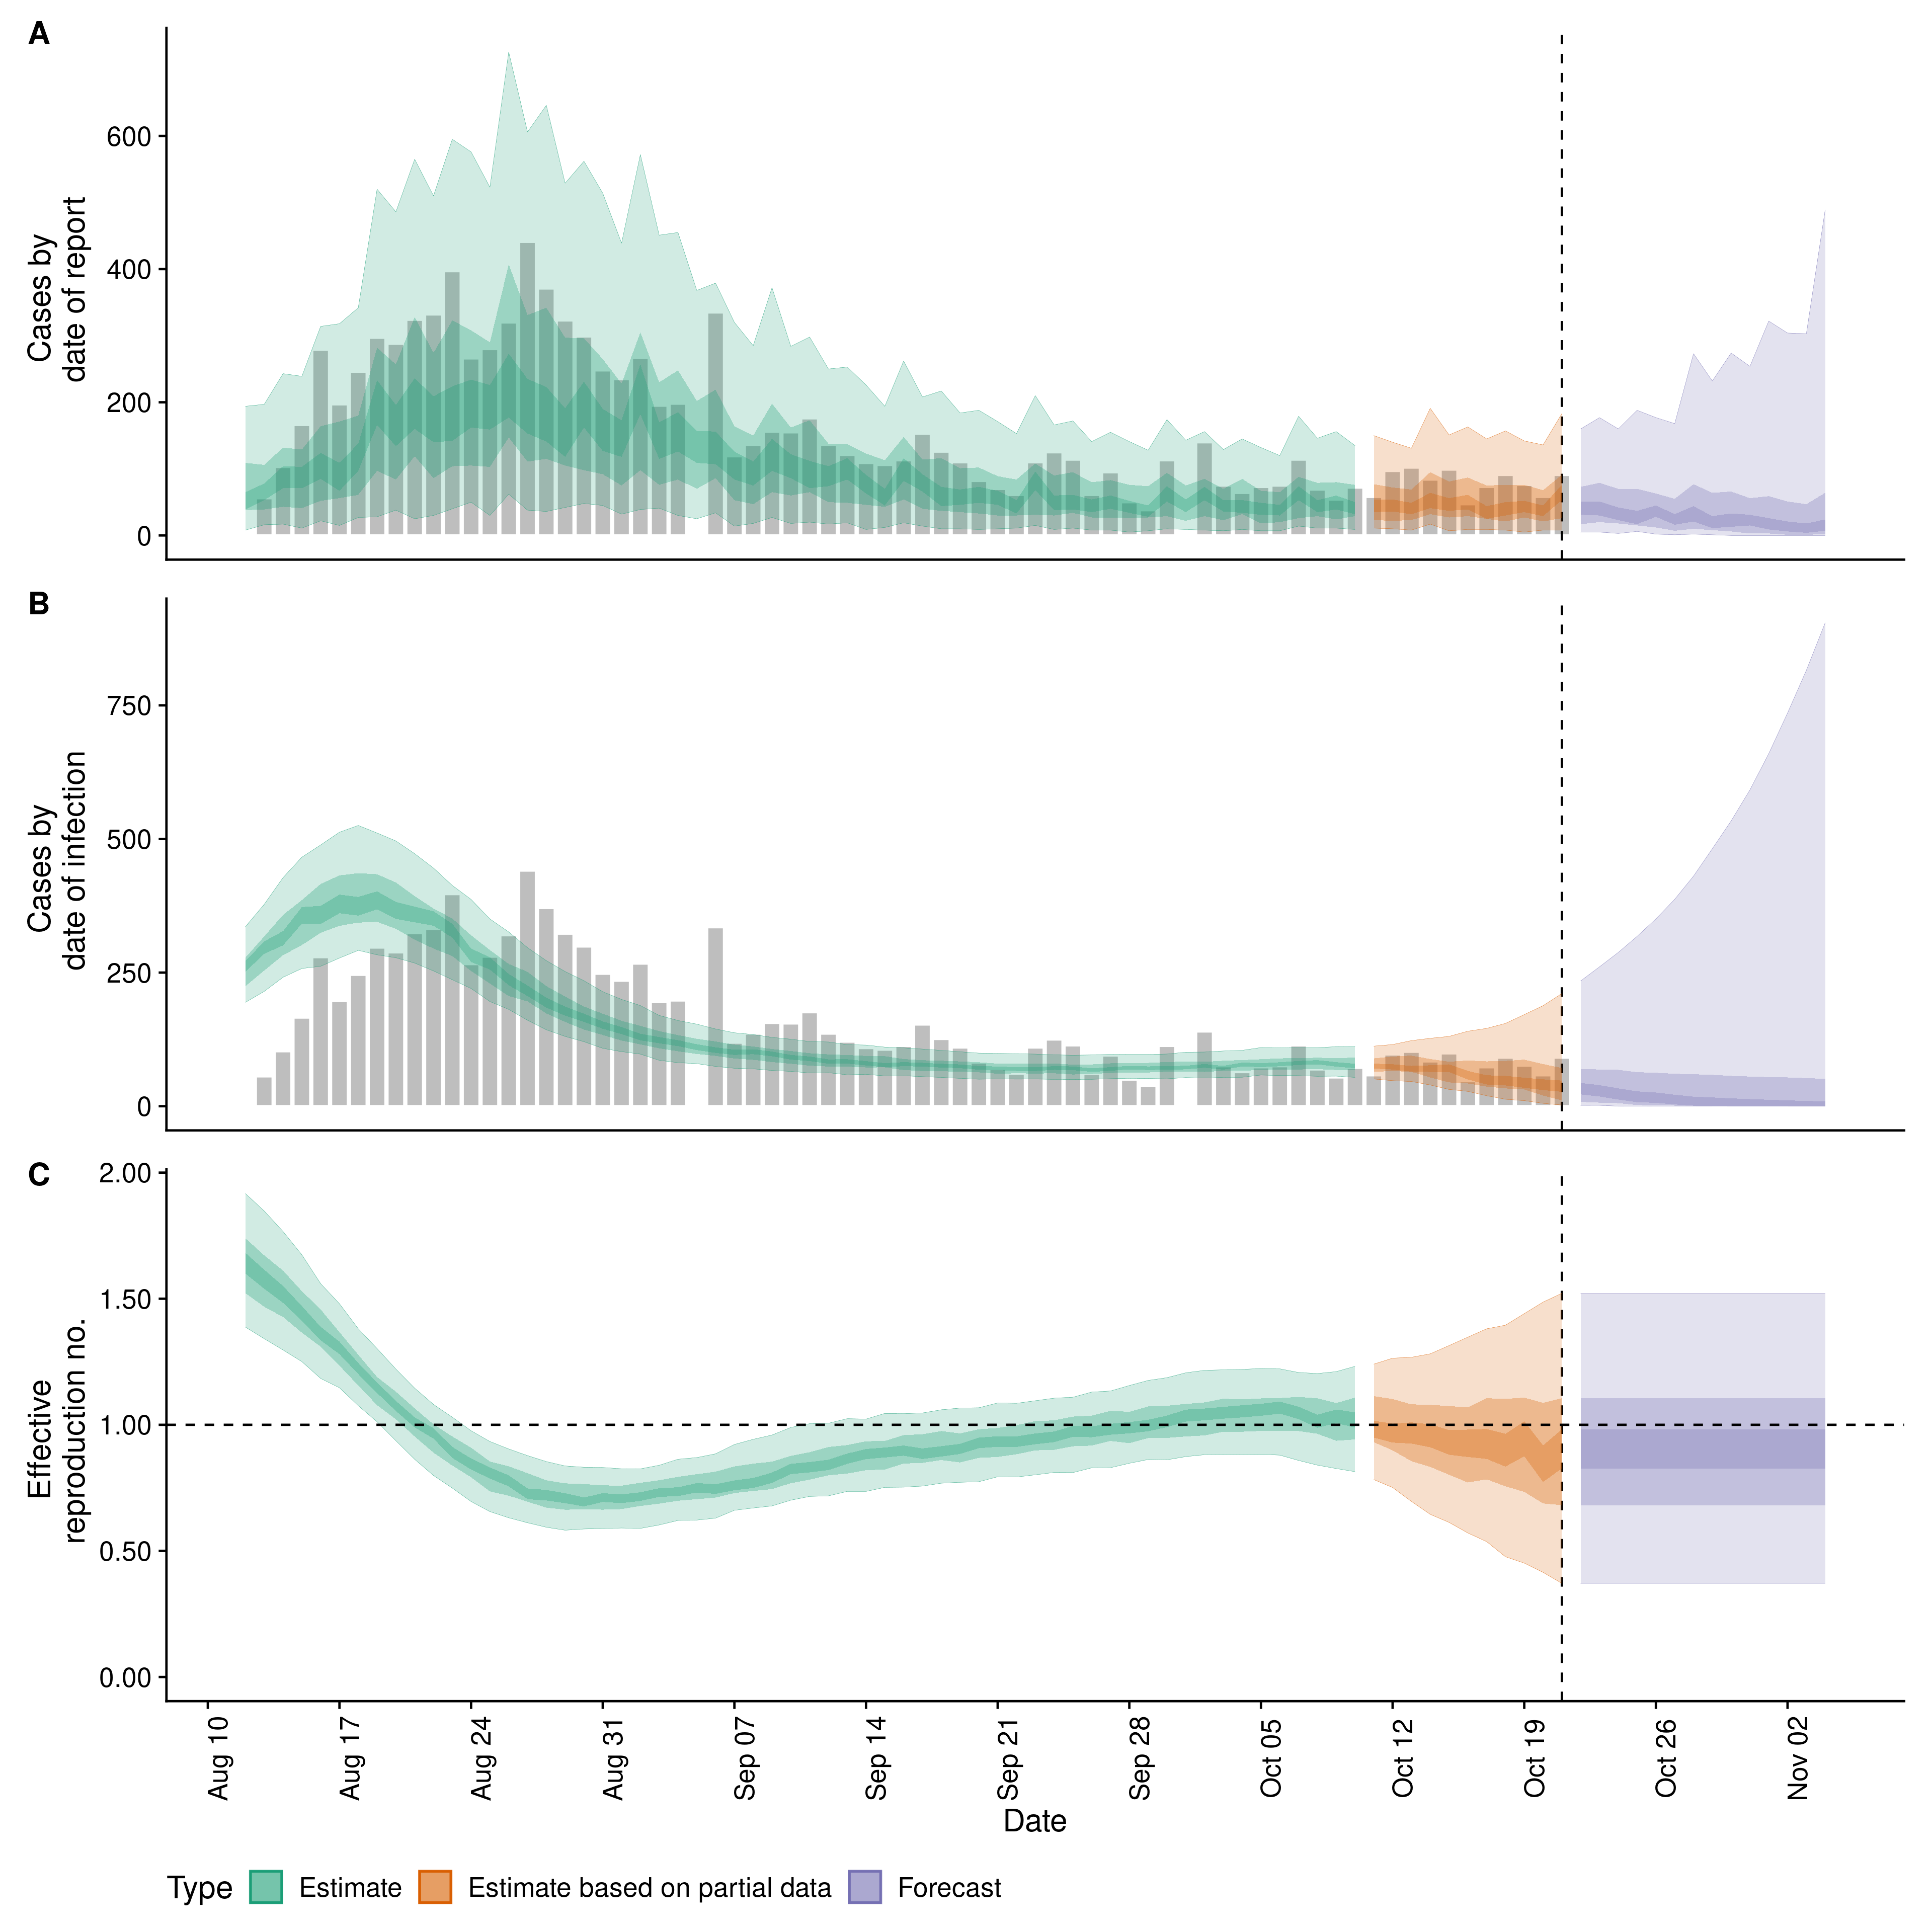 A
Cases by
date of report
600
400
200
0
B
Cases by
date of infection
750
500
250
0
C
Effective
reproduction no.
2.00
1.50
1.00
0.50
0.00
Aug 10
Aug 17
Aug 24
Aug 31
Sep 07
Sep 14
Sep 21
Sep 28
Oct 05
Oct 12
Oct 19
Oct 26
Nov 02
Date
Type Estimate Estimate based on partial data Forecast